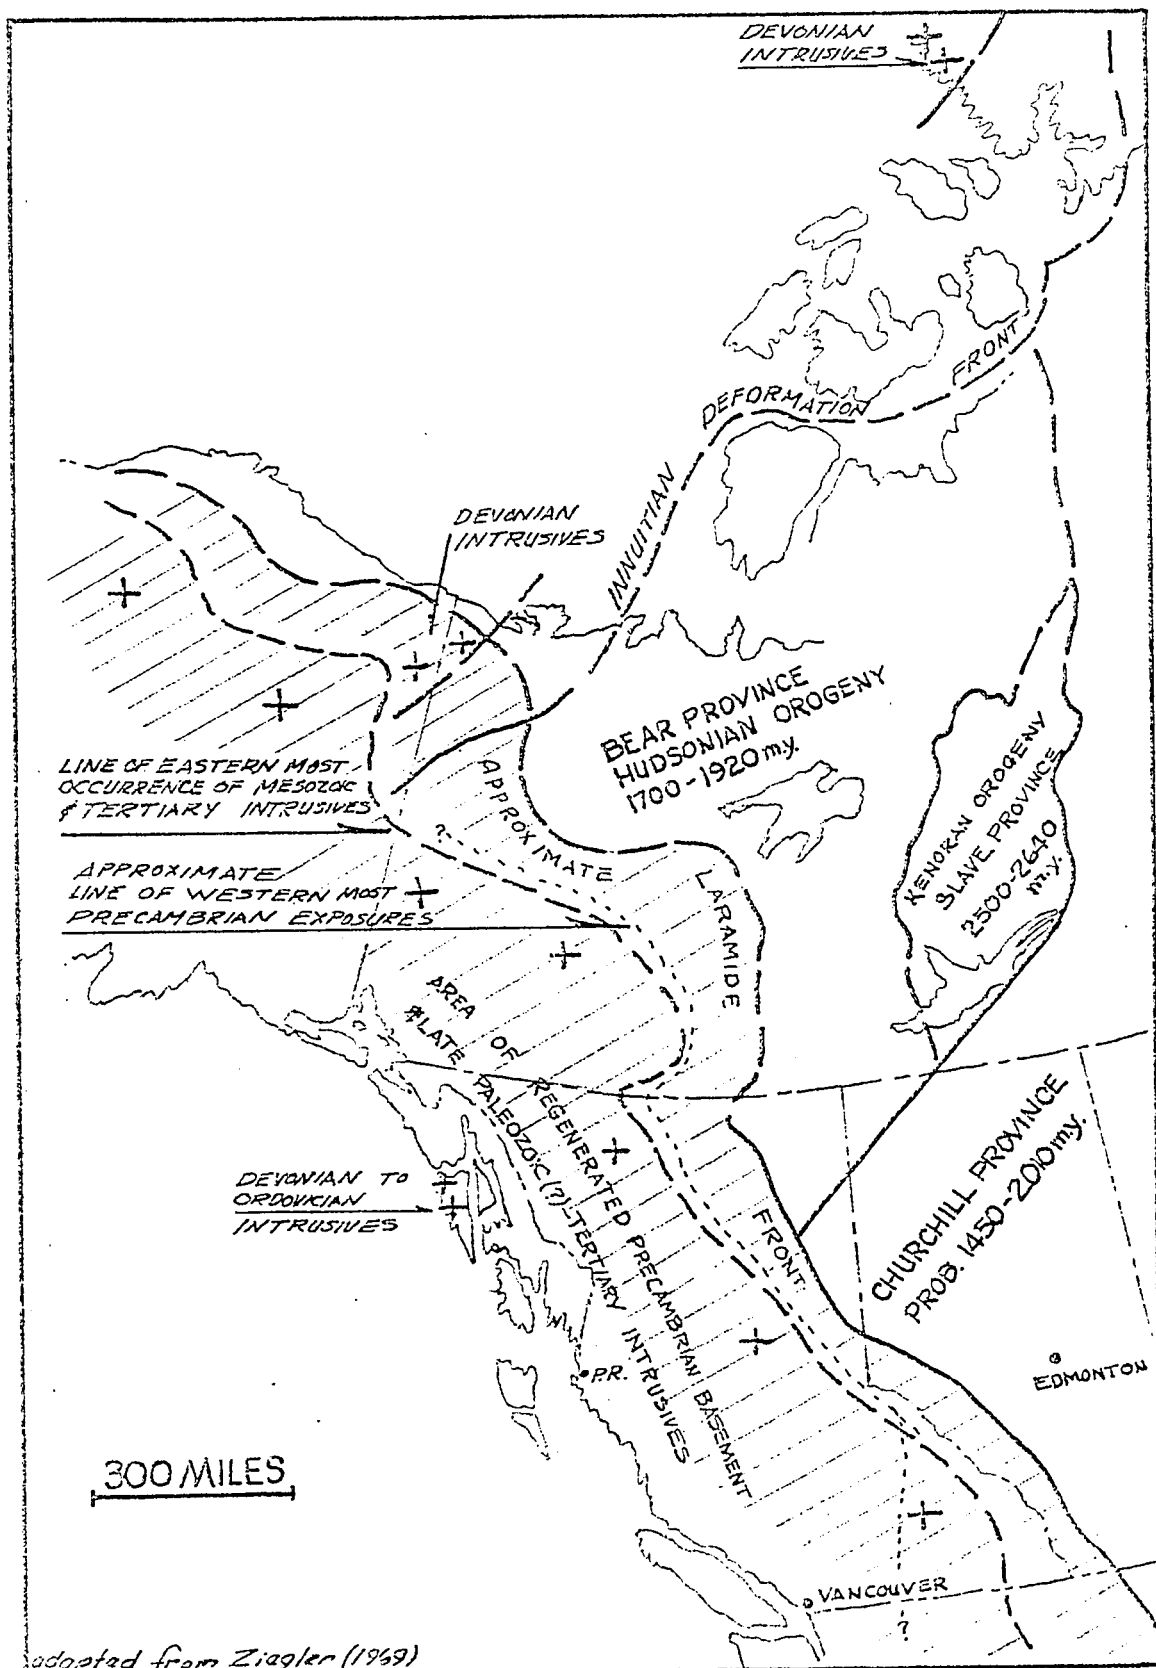 DEVONIAN
INTRUSIVES
INNUITIAN DEFORMATION FRONT
DEVONIAN
INTRUSIVES
BEAR PROVINCE
HUDSONIAN OROGENY
1700-1920 m.y.
KENORAN OROGENY
SLAVE PROVINCE
2500-2640
m.y.
LINE OF EASTERN MOST
OCCURRENCE OF MESOZOIC
& TERTIARY INTRUSIVES
APPROXIMATE
LINE OF WESTERN MOST
PRECAMBRIAN EXPOSURES
?
APPROXIMATE LARAMIDE FRONT
AREA OF REGENERATED PRECAMBRIAN BASEMENT
& LATE PALEOZOIC (?)-TERTIARY INTRUSIVES
DEVONIAN TO
ORDOVICIAN
INTRUSIVES
CHURCHILL PROVINCE
PROB. 1450-2010 m.y.
P.R.
EDMONTON
300 MILES
VANCOUVER
?
adapted from Ziegler (1969)